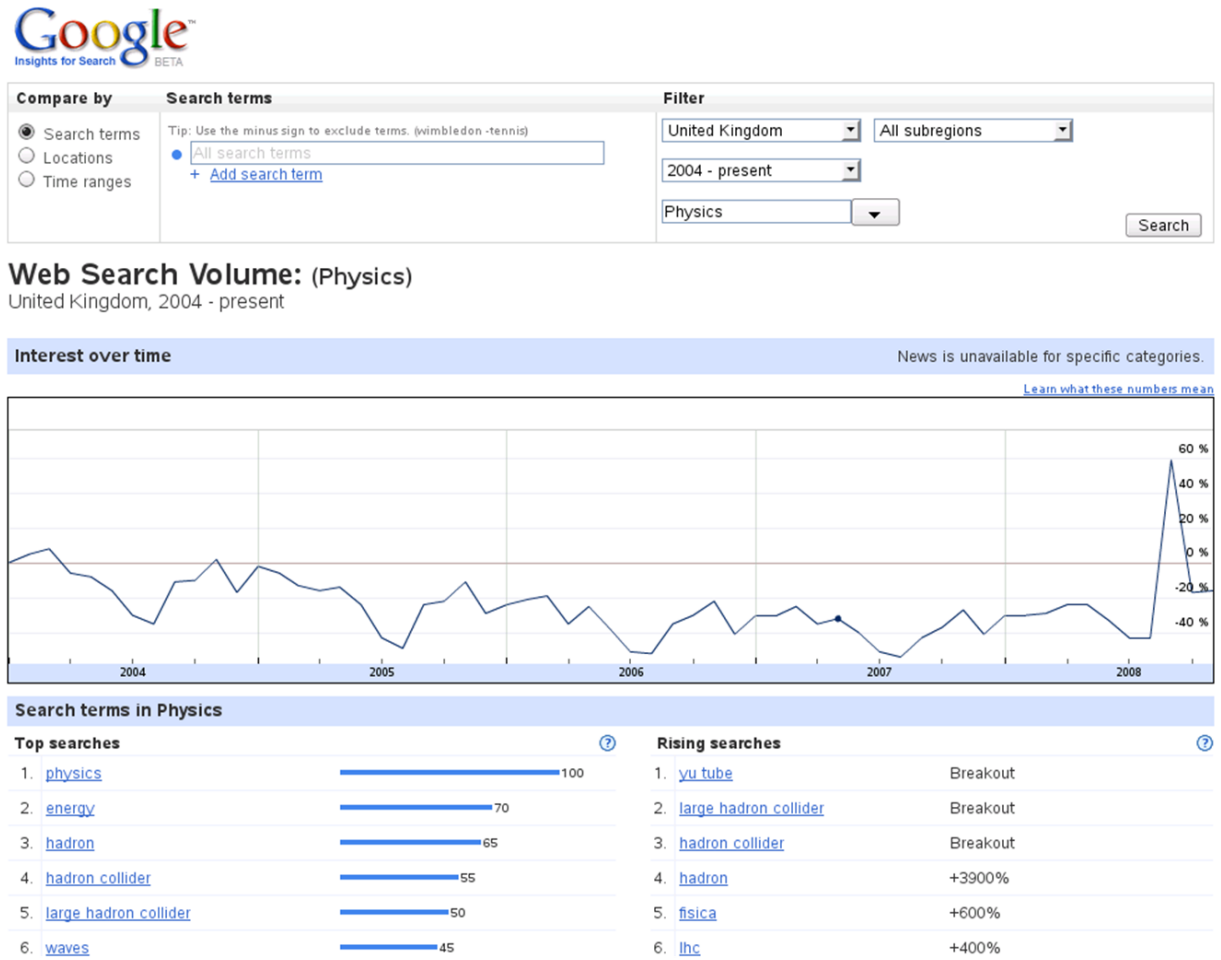 Google™
Insights for Search BETA
Compare by
Search terms
Locations
Time ranges
Search terms
Tip: Use the minus sign to exclude terms. (wimbledon -tennis)
All search terms
+ Add search term
Filter
United Kingdom All subregions
2004 - present
Physics
Search
Web Search Volume: (Physics)
United Kingdom, 2004 - present
Interest over time News is unavailable for specific categories.
Learn what these numbers mean
60 %
40 %
20 %
0 %
-20 %
-40 %
2004 2005 2006 2007 2008
Search terms in Physics
Top searches ?
1. physics 100
2. energy 70
3. hadron 65
4. hadron collider 55
5. large hadron collider 50
6. waves 45
Rising searches ?
1. yu tube Breakout
2. large hadron collider Breakout
3. hadron collider Breakout
4. hadron +3900%
5. fisica +600%
6. lhc +400%